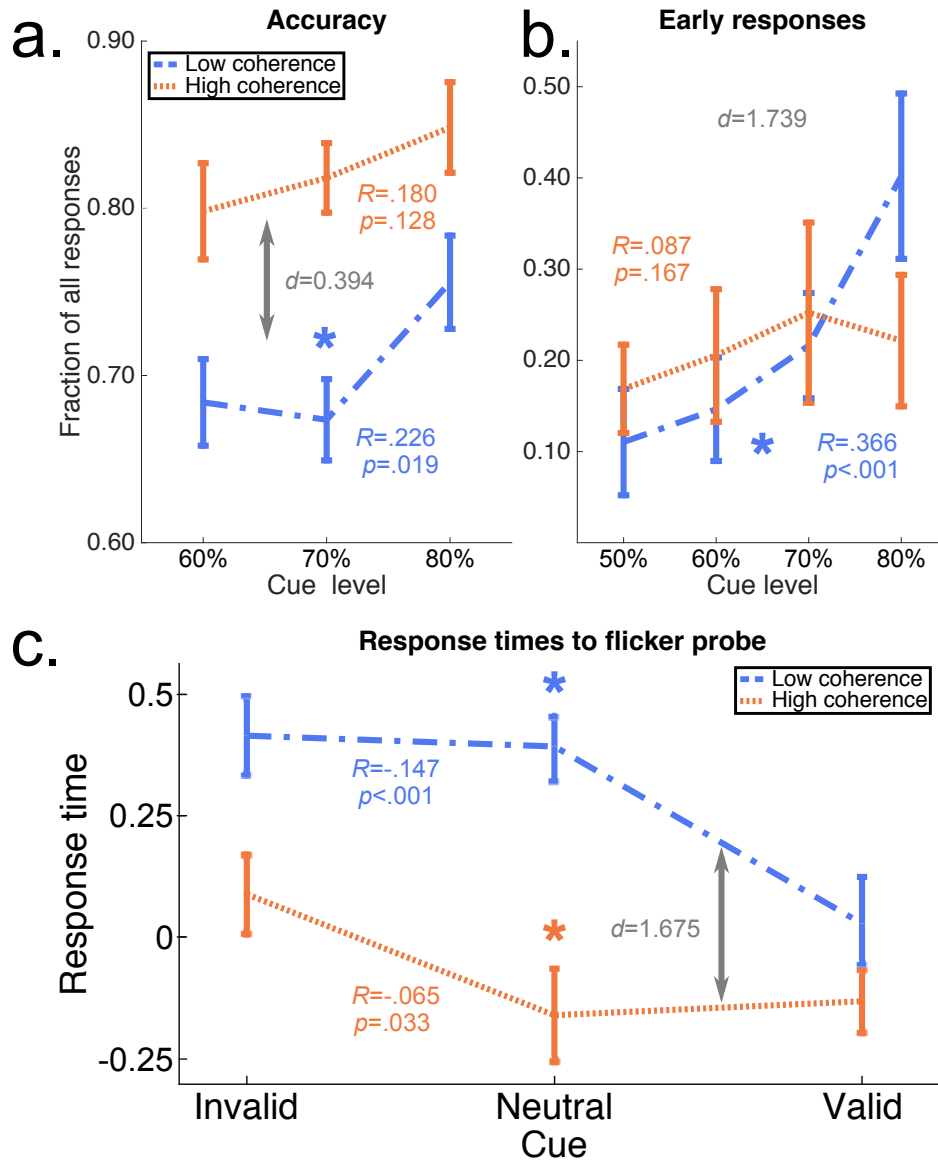 a.
Accuracy
Low coherence
High coherence
Fraction of all responses
0.90
0.80
0.70
0.60
R=.180
p=.128
d=0.394
*
R=.226
p=.019
60%
70%
80%
Cue level
b.
Early responses
0.50
0.40
0.30
0.20
0.10
d=1.739
R=.087
p=.167
*
R=.366
p<.001
50%
60%
70%
80%
Cue level
c.
Response times to flicker probe
Low coherence
High coherence
Response time
0.5
0.25
0
-0.25
*
R=-.147
p<.001
d=1.675
*
R=-.065
p=.033
Invalid
Neutral
Valid
Cue